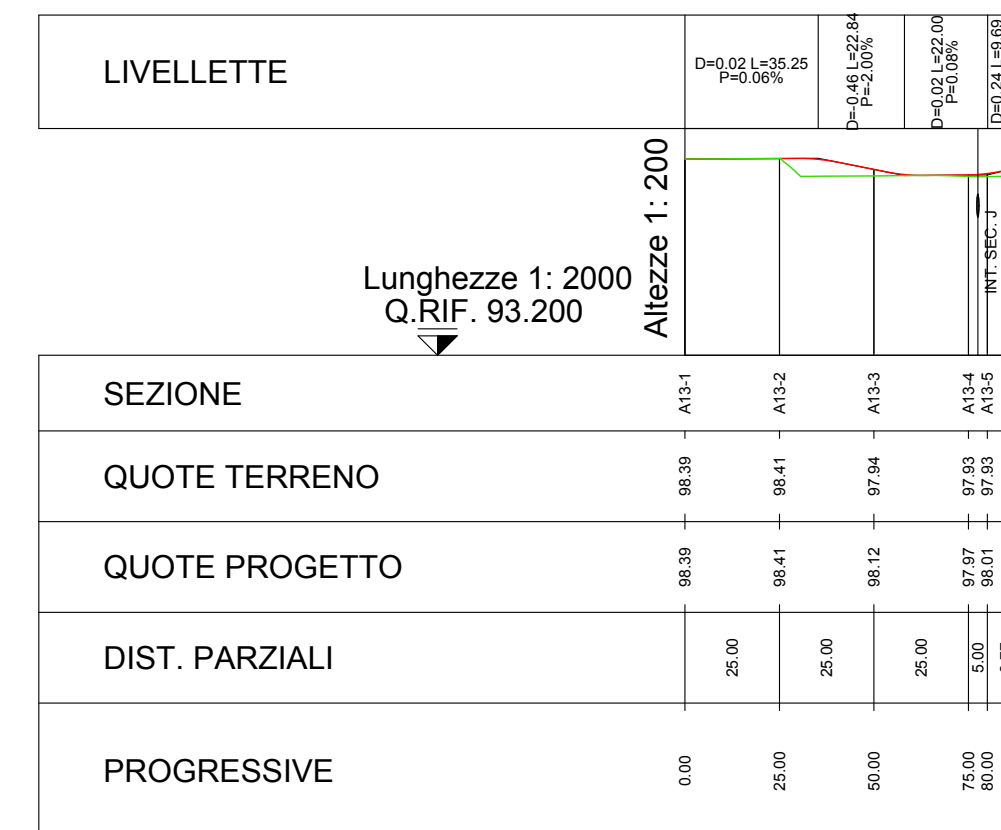 LIVELLETTE
D=0.02 L=35.25
P=0.06%
D=-0.46 L=22.84
P=-2.00%
D=0.02 L=22.00
P=0.08%
D=0.24 L=9.69
Altezze 1: 200
Lunghezze 1: 2000
Q.RIF. 93.200
INT. SEC. J
SEZIONE
A13-1 A13-2 A13-3 A13-4 A13-5
QUOTE TERRENO
98.39 98.41 97.94 97.93 97.93
QUOTE PROGETTO
98.39 98.41 98.12 97.97 98.01
DIST. PARZIALI
25.00 25.00 25.00 5.00
PROGRESSIVE
0.00 25.00 50.00 75.00 80.00